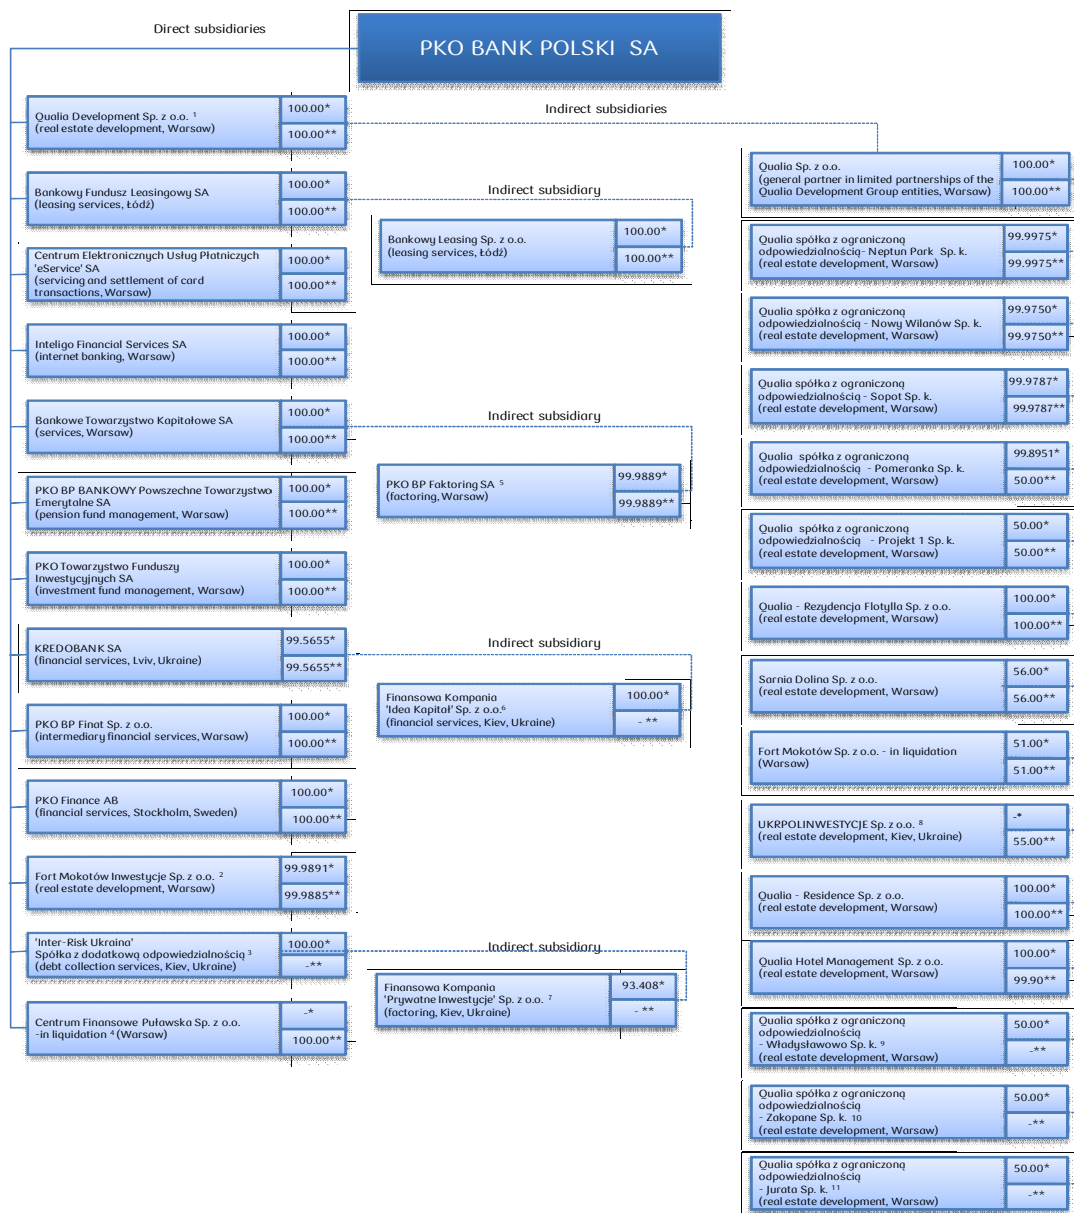 PKO BANK POLSKI SA
Direct subsidiaries
Qualia Development Sp. z o.o. ¹
(real estate development, Warsaw)
100.00*
100.00**
Bankowy Fundusz Leasingowy SA
(leasing services, Łódź)
100.00*
100.00**
Centrum Elektronicznych Usług Płatniczych
'eService' SA
(servicing and settlement of card
transactions, Warsaw)
100.00*
100.00**
Inteligo Financial Services SA
(internet banking, Warsaw)
100.00*
100.00**
Bankowe Towarzystwo Kapitałowe SA
(services, Warsaw)
100.00*
100.00**
PKO BP BANKOWY Powszechne Towarzystwo
Emerytalne SA
(pension fund management, Warsaw)
100.00*
100.00**
PKO Towarzystwo Funduszy
Inwestycyjnych SA
(investment fund management, Warsaw)
100.00*
100.00**
KREDOBANK SA
(financial services, Lviv, Ukraine)
99.5655*
99.5655**
PKO BP Finat Sp. z o.o.
(intermediary financial services, Warsaw)
100.00*
100.00**
PKO Finance AB
(financial services, Stockholm, Sweden)
100.00*
100.00**
Fort Mokotów Inwestycje Sp. z o.o. ²
(real estate development, Warsaw)
99.9891*
99.9885**
'Inter-Risk Ukraina'
Spółka z dodatkową odpowiedzialnością ³
(debt collection services, Kiev, Ukraine)
100.00*
-**
Centrum Finansowe Puławska Sp. z o.o.
-in liquidation ⁴ (Warsaw)
-*
100.00**
Indirect subsidiary
Bankowy Leasing Sp. z o.o.
(leasing services, Łódź)
100.00*
100.00**
Indirect subsidiary
PKO BP Faktoring SA ⁵
(factoring, Warsaw)
99.9889*
99.9889**
Indirect subsidiary
Finansowa Kompania
'Idea Kapitał' Sp. z o.o.⁶
(financial services, Kiev, Ukraine)
100.00*
- **
Indirect subsidiary
Finansowa Kompania
'Prywatne Inwestycje' Sp. z o.o. ⁷
(factoring, Kiev, Ukraine)
93.408*
- **
Indirect subsidiaries
Qualia Sp. z o.o.
(general partner in limited partnerships of the
Qualia Development Group entities, Warsaw)
100.00*
100.00**
Qualia spółka z ograniczoną
odpowiedzialnością- Neptun Park Sp. k.
(real estate development, Warsaw)
99.9975*
99.9975**
Qualia spółka z ograniczoną
odpowiedzialnością - Nowy Wilanów Sp. k.
(real estate development, Warsaw)
99.9750*
99.9750**
Qualia spółka z ograniczoną
odpowiedzialnością - Sopot Sp. k.
(real estate development, Warsaw)
99.9787*
99.9787**
Qualia spółka z ograniczoną
odpowiedzialnością - Pomeranka Sp. k.
(real estate development, Warsaw)
99.8951*
50.00**
Qualia spółka z ograniczoną
odpowiedzialnością - Projekt 1 Sp. k.
(real estate development, Warsaw)
50.00*
50.00**
Qualia - Rezydencja Flotylla Sp. z o.o.
(real estate development, Warsaw)
100.00*
100.00**
Sarnia Dolina Sp. z o.o.
(real estate development, Warsaw)
56.00*
56.00**
Fort Mokotów Sp. z o.o. - in liquidation
(Warsaw)
51.00*
51.00**
UKRPOLINWESTYCJE Sp. z o.o. ⁸
(real estate development, Kiev, Ukraine)
-*
55.00**
Qualia - Residence Sp. z o.o.
(real estate development, Warsaw)
100.00*
100.00**
Qualia Hotel Management Sp. z o.o.
(real estate development, Warsaw)
100.00*
99.90**
Qualia spółka z ograniczoną
odpowiedzialnością
- Władysławowo Sp. k. ⁹
(real estate development, Warsaw)
50.00*
-**
Qualia spółka z ograniczoną
odpowiedzialnością
- Zakopane Sp. k. ¹⁰
(real estate development, Warsaw)
50.00*
-**
Qualia spółka z ograniczoną
odpowiedzialnością
- Jurata Sp. k. ¹¹
(real estate development, Warsaw)
50.00*
-**